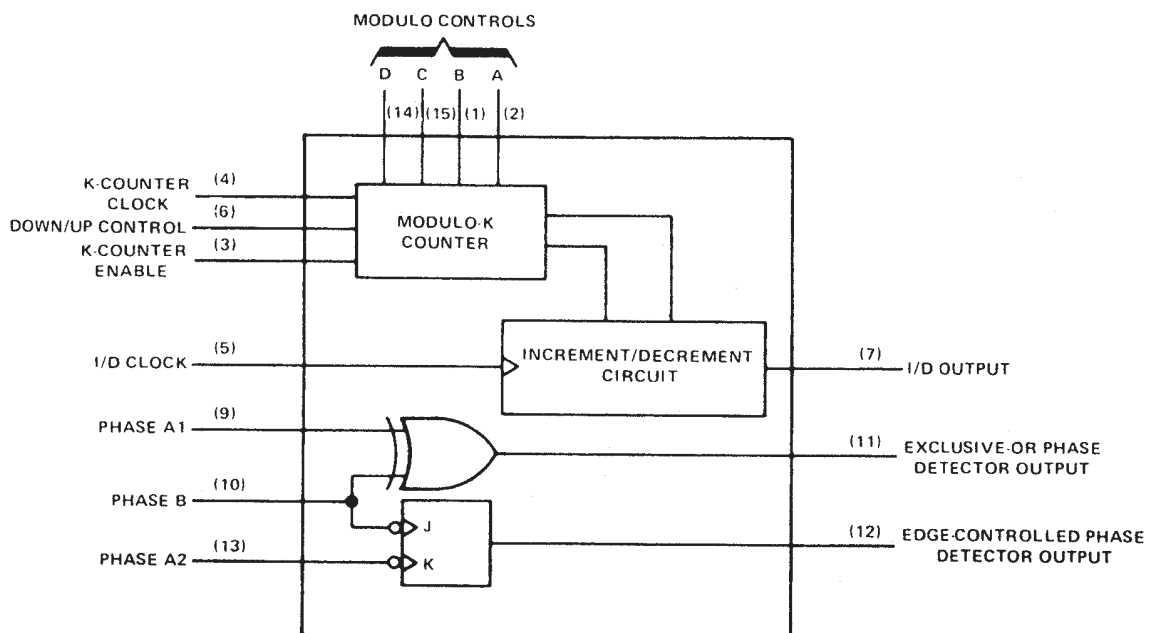 MODULO CONTROLS
D C B A
(14) (15) (1) (2)
K-COUNTER
CLOCK
(4)
DOWN/UP CONTROL
(6)
K-COUNTER
ENABLE
(3)
MODULO-K
COUNTER
I/D CLOCK
(5)
INCREMENT/DECREMENT
CIRCUIT
(7)
I/D OUTPUT
PHASE A1
(9)
(11)
EXCLUSIVE-OR PHASE
DETECTOR OUTPUT
PHASE B
(10)
J
K
(12)
EDGE-CONTROLLED PHASE
DETECTOR OUTPUT
PHASE A2
(13)